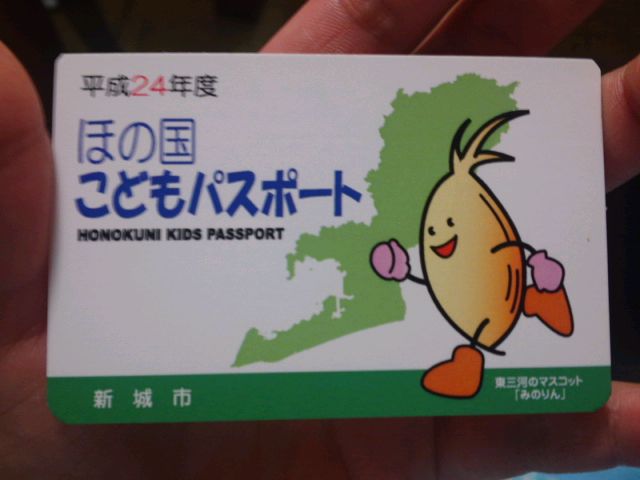 平成24年度
ほの国
こどもパスポート
HONOKUNI KIDS PASSPORT
新城市
東三河のマスコット
「みのりん」